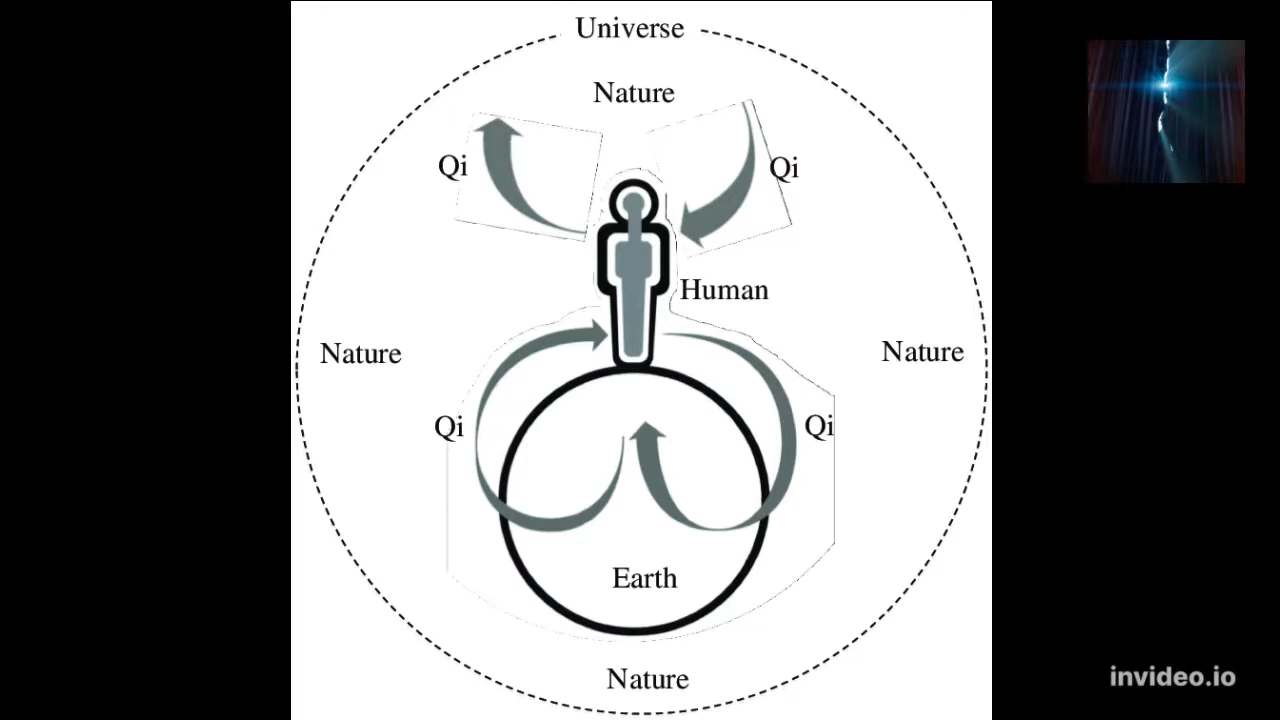 Universe
Nature
Qi
Qi
Human
Nature
Nature
Qi
Qi
Earth
Nature
invideo.io